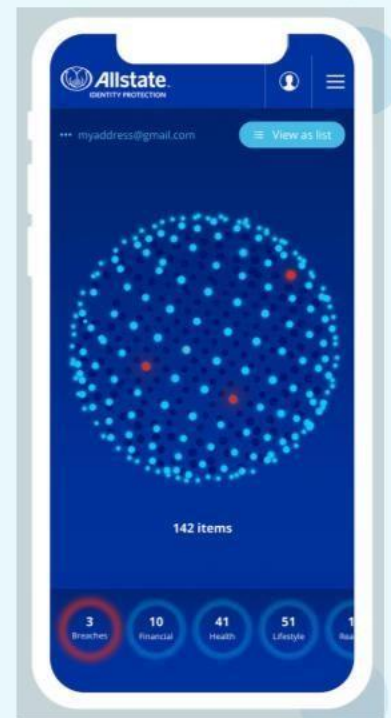 Allstate
IDENTITY PROTECTION
myaddress@gmail.com
View as list
142 items
3
Breaches
10
Financial
41
Health
51
Lifestyle